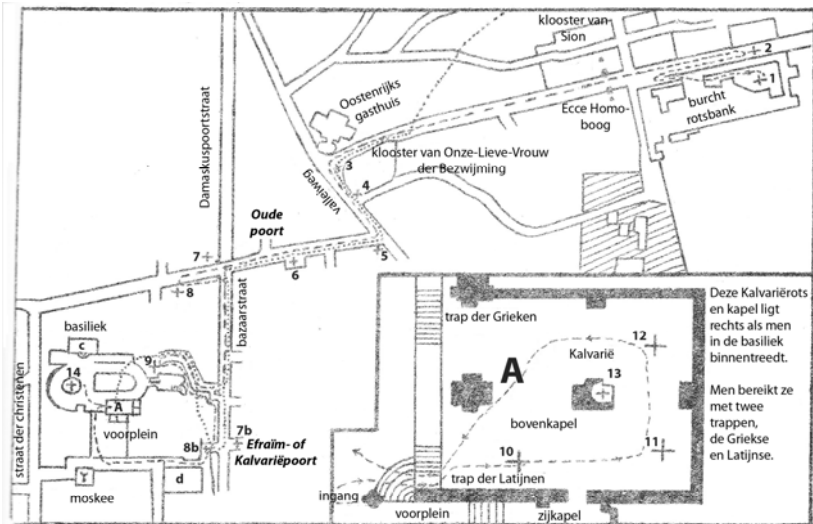 klooster van
Sion
2
1
burcht
rotsbank
Ecce Homo-
boog
Oostenrijks
gasthuis
klooster van Onze-Lieve-Vrouw
der Bezwijming
3
4
valleiweg
Damaskuspoortstraat
Oude
poort
5
6
7
8
bazaarstraat
basiliek
c
14
9
A
voorplein
straat der christenen
8b
7b
Efraïm- of
Kalvariëpoort
d
moskee
trap der Grieken
A
Kalvarië
12
13
bovenkapel
10
11
trap der Latijnen
ingang
voorplein
zijkapel
Deze Kalvariërots
en kapel ligt
rechts als men
in de basiliek
binnentreedt.
Men bereikt ze
met twee
trappen,
de Griekse
en Latijnse.